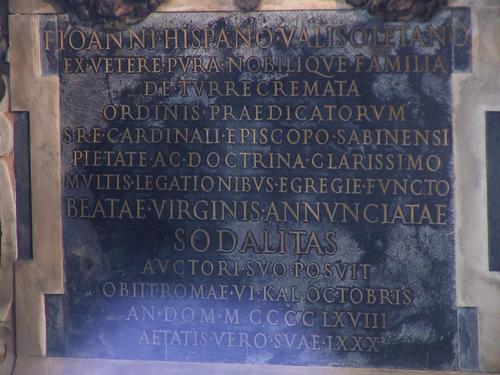 F·IOANNI·HISPANO·VALISOLETANO
EX·VETERE·PVRA·NOBILIQVE·FAMILIA
DE·TVRRECREMATA
ORDINIS·PRAEDICATORVM
S·R·E·CARDINALI·EPISCOPO·SABINENSI
PIETATE·AC·DOCTRINA·CLARISSIMO
MVLTIS·LEGATIONIBVS·EGREGIE·FVNCTO
BEATAE·VIRGINIS·ANNVNCIATAE
SODALITAS
AVCTORI·SVO·POSVIT
OBIIT·ROMAE·VI·KAL·OCTOBRIS
AN·DOM·M·CCCC·LXVIII
AETATIS·VERO·SVAE·LXXX